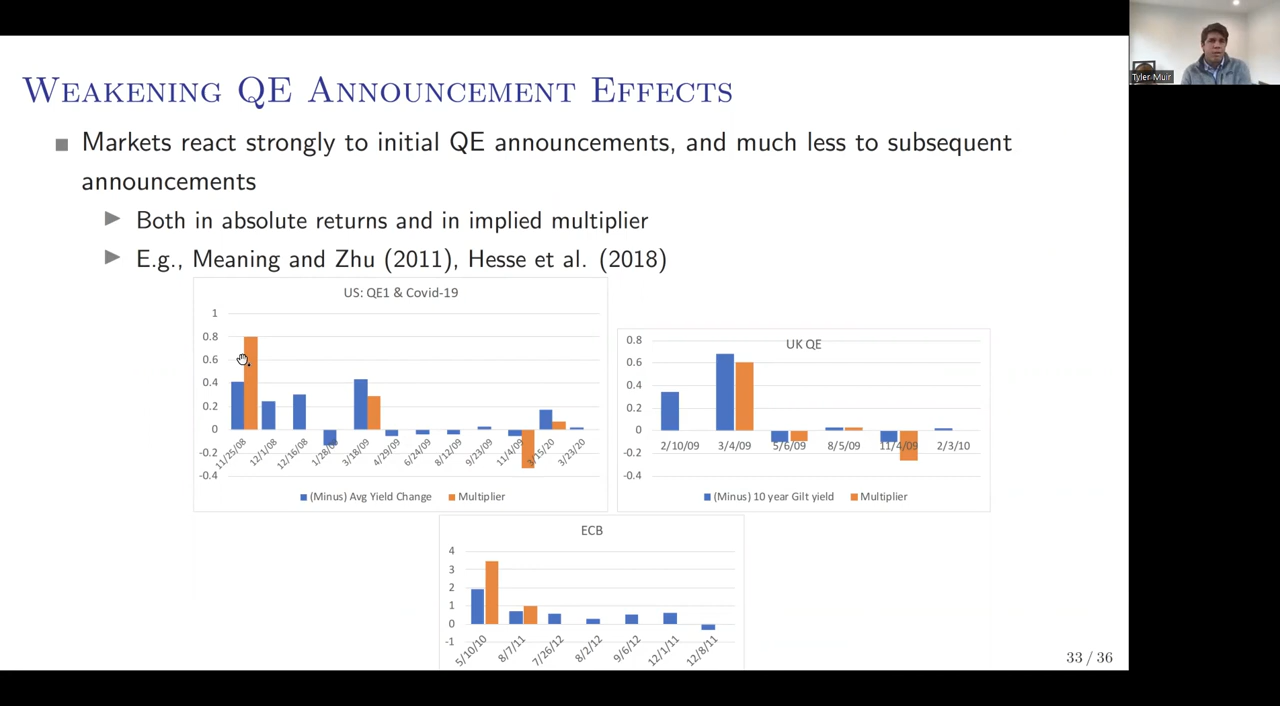 Weakening QE Announcement Effects
Tyler Muir
Markets react strongly to initial QE announcements, and much less to subsequent
announcements
Both in absolute returns and in implied multiplier
E.g., Meaning and Zhu (2011), Hesse et al. (2018)
US: QE1 & Covid-19
1
0.8
0.6
0.4
0.2
0
-0.2
-0.4
11/25/08 12/1/08 12/16/08 1/28/09 3/18/09 4/29/09 6/24/09 8/12/09 9/23/09 11/4/09 3/15/20 3/23/20
(Minus) Avg Yield Change Multiplier
UK QE
0.8
0.6
0.4
0.2
0
-0.2
-0.4
2/10/09 3/4/09 5/6/09 8/5/09 11/4/09 2/3/10
(Minus) 10 year Gilt yield Multiplier
ECB
4
3
2
1
0
-1
5/10/10 8/7/11 7/26/12 8/2/12 9/6/12 12/1/11 12/8/11
33 / 36